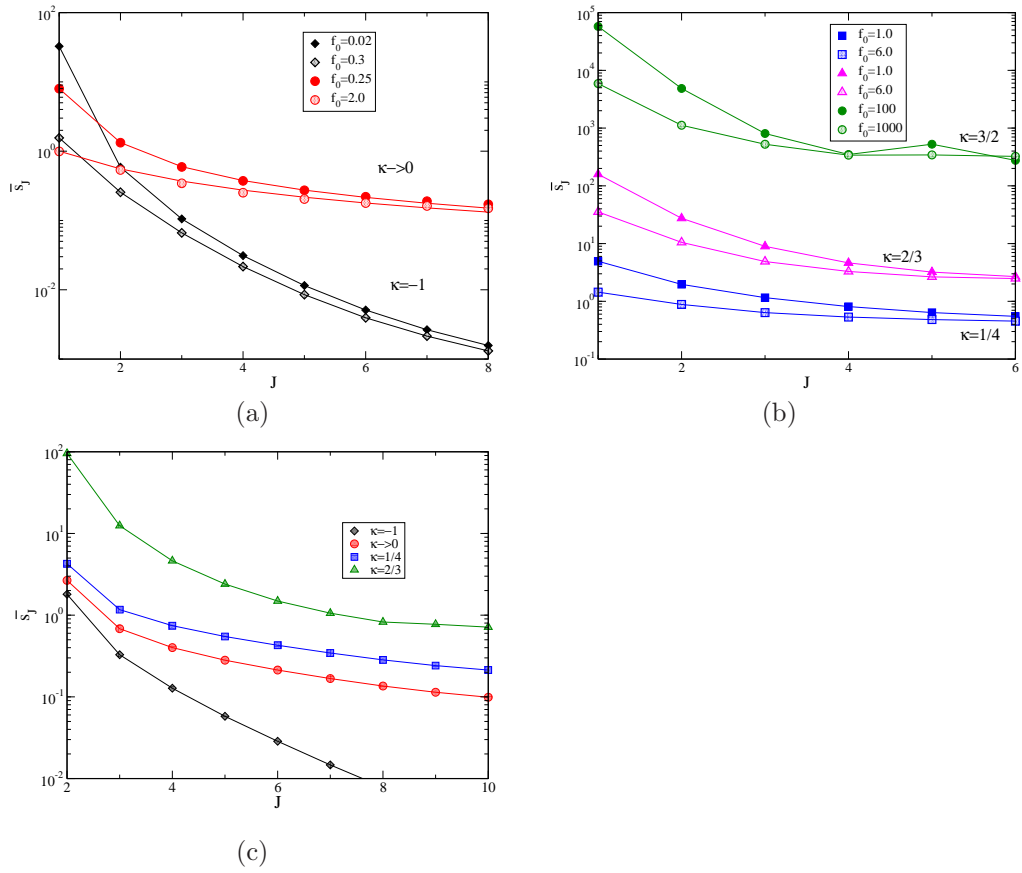 10^2
10^0
10^-2
s̄_J
2
4
6
8
J
f_0=0.02
f_0=0.3
f_0=0.25
f_0=2.0
κ->0
κ=-1
(a)
10^5
10^4
10^3
10^2
10^1
10^0
10^-1
s̄_J
2
4
6
J
f_0=1.0
f_0=6.0
f_0=1.0
f_0=6.0
f_0=100
f_0=1000
κ=3/2
κ=2/3
κ=1/4
(b)
10^2
10^1
10^0
10^-1
10^-2
s̄_J
2
4
6
8
10
J
κ=-1
κ->0
κ=1/4
κ=2/3
(c)